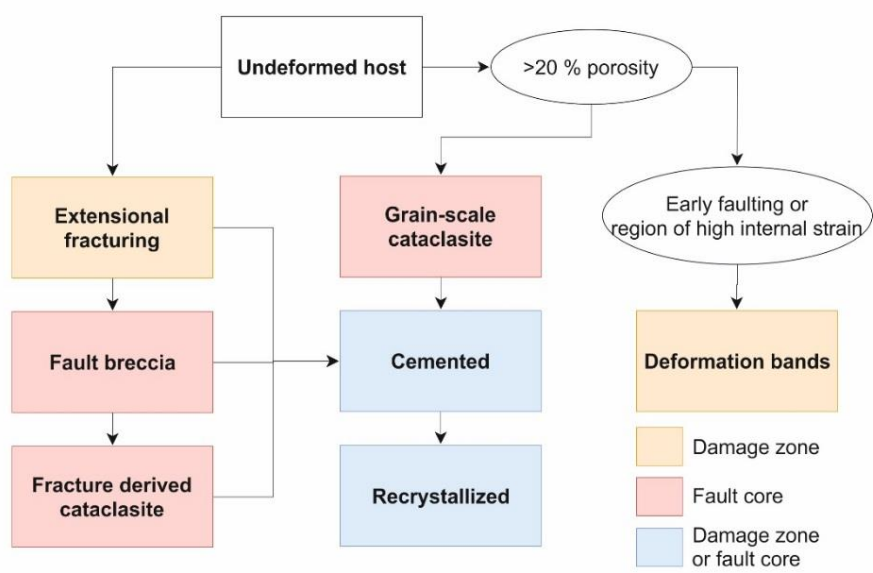 Undeformed host
>20 % porosity
Extensional
fracturing
Grain-scale
cataclasite
Early faulting or
region of high internal strain
Fault breccia
Cemented
Deformation bands
Fracture derived
cataclasite
Recrystallized
Damage zone
Fault core
Damage zone
or fault core